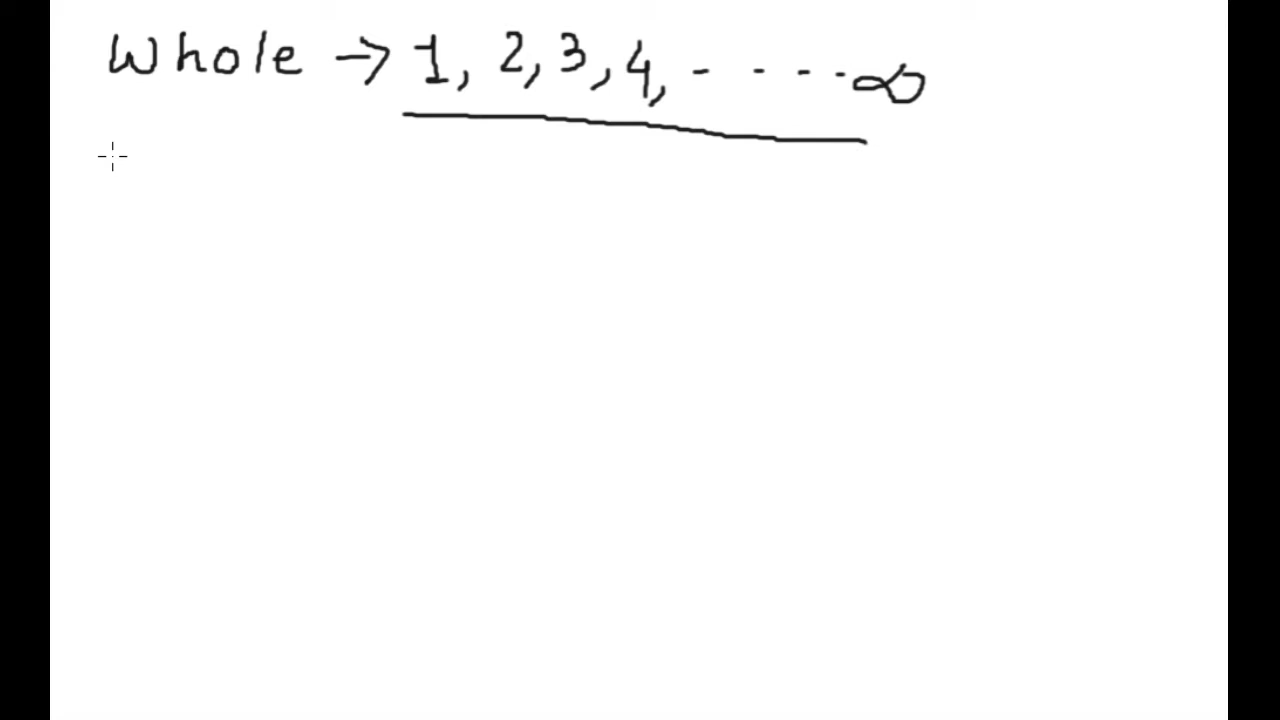 Whole → 1, 2, 3, 4, - - - - ∞